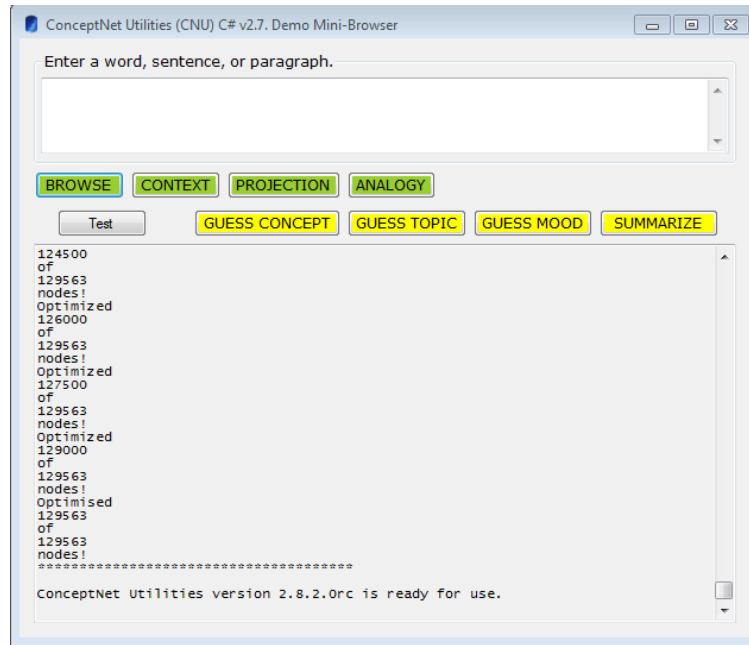 ConceptNet Utilities (CNU) C# v2.7. Demo Mini-Browser
Enter a word, sentence, or paragraph.
BROWSE CONTEXT PROJECTION ANALOGY
Test GUESS CONCEPT GUESS TOPIC GUESS MOOD SUMMARIZE
124500
of
129563
nodes!
Optimized
126000
of
129563
nodes!
Optimized
127500
of
129563
nodes!
Optimized
129000
of
129563
nodes!
Optimised
129563
of
129563
nodes!
**************************************
ConceptNet Utilities version 2.8.2.0rc is ready for use.